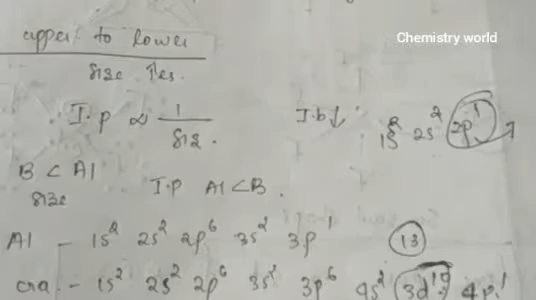 Chemistry world
upper to lower
size ↑es.
I.p ∝ 1/size.
I.p ↓
1s² 2s² 2p¹
B < Al
size
I.P Al < B.
Al - 1s² 2s² 2p⁶ 3s² 3p¹ 13
Ga - 1s² 2s² 2p⁶ 3s² 3p⁶ 4s² 3d¹⁰ 4p¹